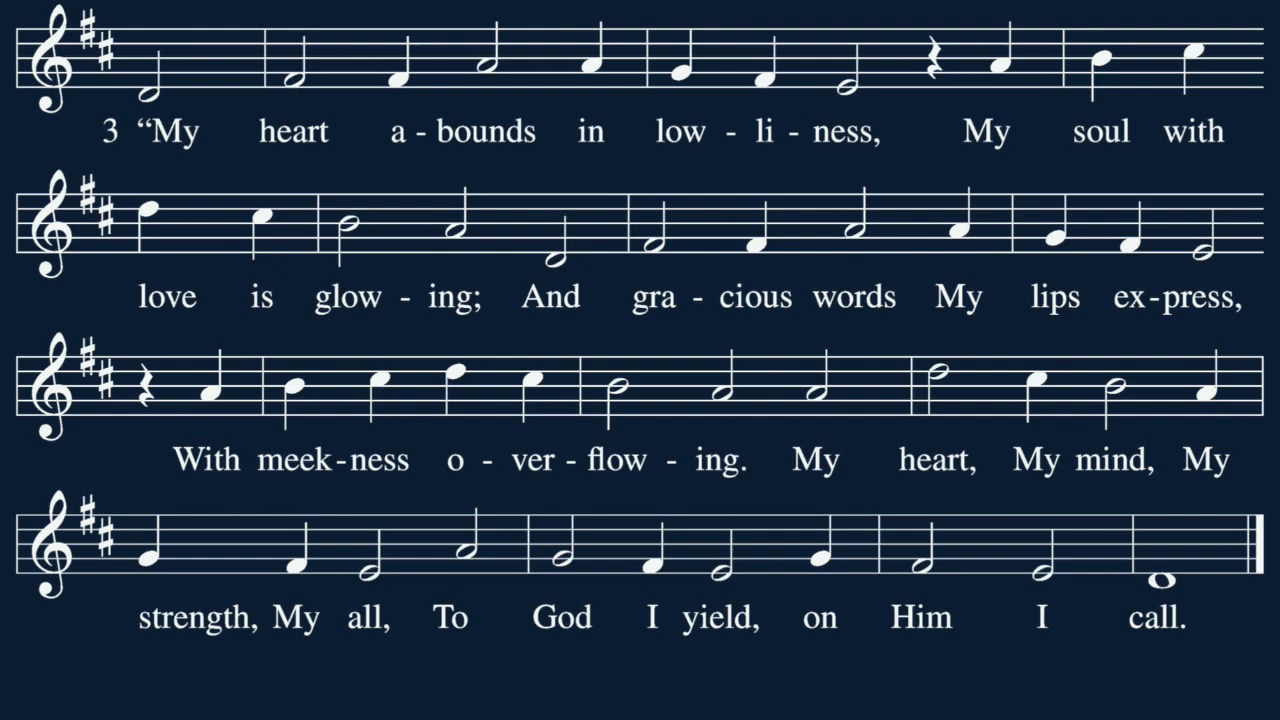 3 “My heart a - bounds in low - li - ness, My soul with
love is glow - ing; And gra - cious words My lips ex - press,
With meek - ness o - ver - flow - ing. My heart, My mind, My
strength, My all, To God I yield, on Him I call.